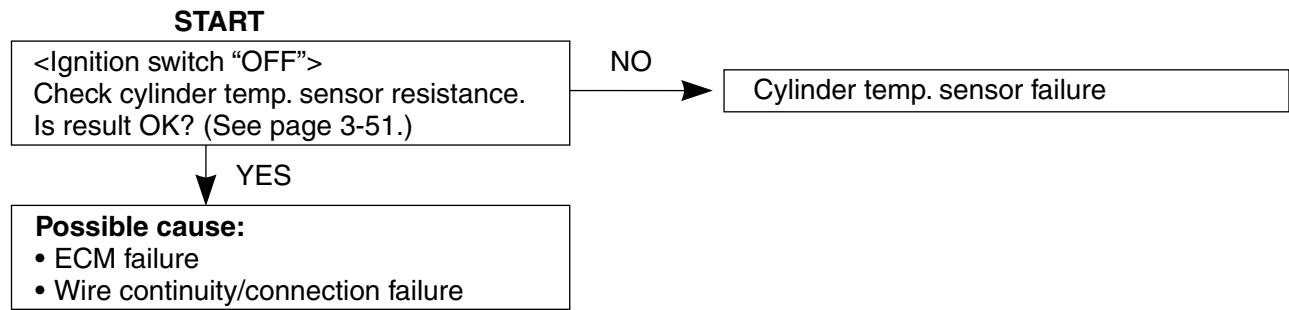 START
<Ignition switch “OFF”>
Check cylinder temp. sensor resistance.
Is result OK? (See page 3-51.)
NO
Cylinder temp. sensor failure
YES
Possible cause:
• ECM failure
• Wire continuity/connection failure